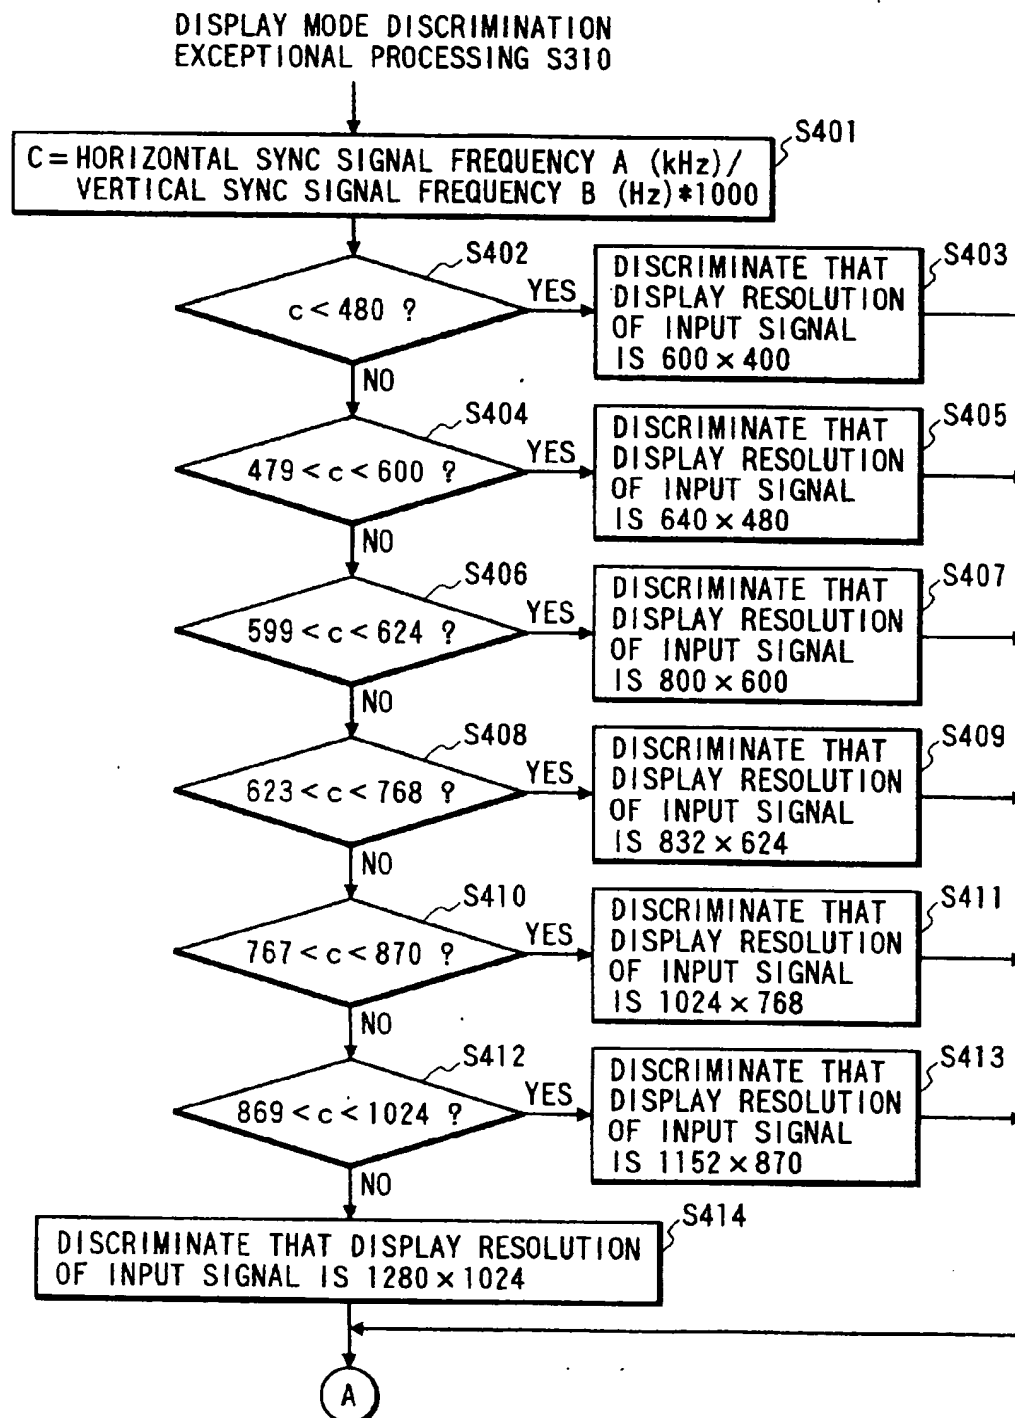 DISPLAY MODE DISCRIMINATION
EXCEPTIONAL PROCESSING S310
S401
C=HORIZONTAL SYNC SIGNAL FREQUENCY A (kHz)/
VERTICAL SYNC SIGNAL FREQUENCY B (Hz)*1000
S402
c<480 ?
YES
NO
S403
DISCRIMINATE THAT
DISPLAY RESOLUTION
OF INPUT SIGNAL
IS 600×400
S404
479<c<600 ?
YES
NO
S405
DISCRIMINATE THAT
DISPLAY RESOLUTION
OF INPUT SIGNAL
IS 640×480
S406
599<c<624 ?
YES
NO
S407
DISCRIMINATE THAT
DISPLAY RESOLUTION
OF INPUT SIGNAL
IS 800×600
S408
623<c<768 ?
YES
NO
S409
DISCRIMINATE THAT
DISPLAY RESOLUTION
OF INPUT SIGNAL
IS 832×624
S410
767<c<870 ?
YES
NO
S411
DISCRIMINATE THAT
DISPLAY RESOLUTION
OF INPUT SIGNAL
IS 1024×768
S412
869<c<1024 ?
YES
NO
S413
DISCRIMINATE THAT
DISPLAY RESOLUTION
OF INPUT SIGNAL
IS 1152×870
S414
DISCRIMINATE THAT DISPLAY RESOLUTION
OF INPUT SIGNAL IS 1280×1024
A